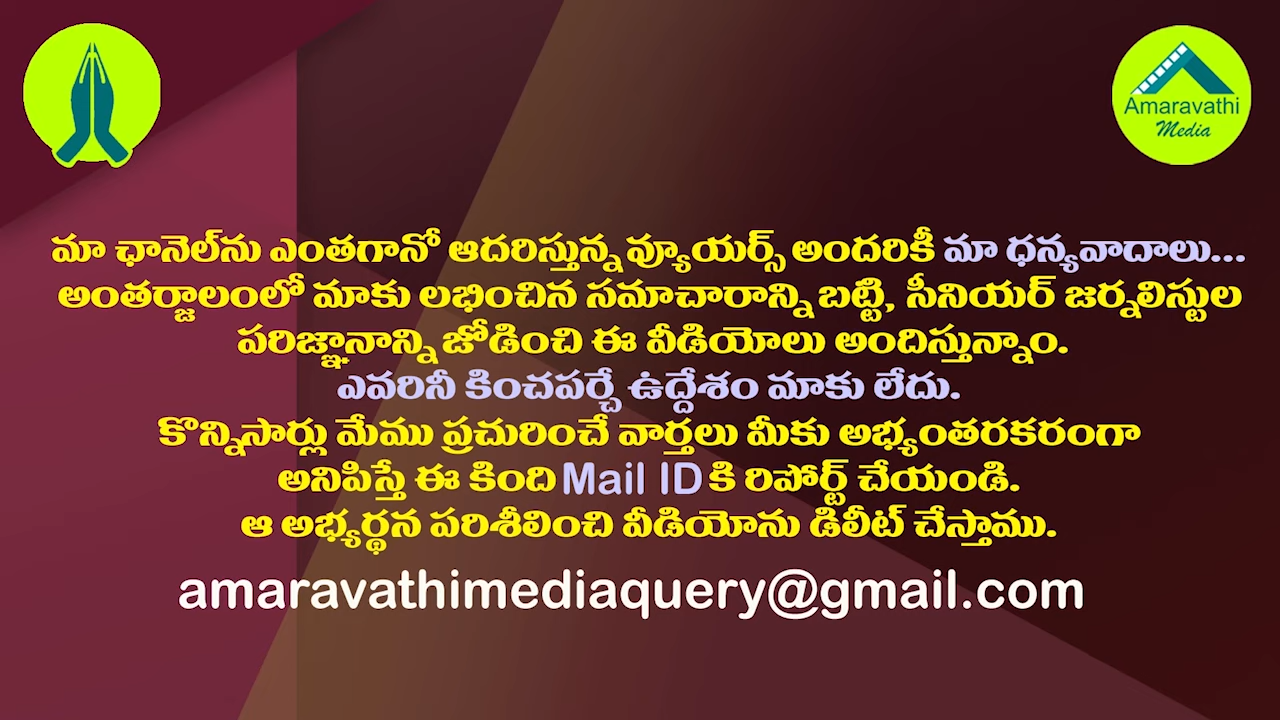 Amaravathi
Media
మా ఛానెల్‌ను ఎంతగానో ఆదరిస్తున్న వ్యూయర్స్ అందరికీ మా ధన్యవాదాలు...
అంతర్జాలంలో మాకు లభించిన సమాచారాన్ని బట్టి, సీనియర్ జర్నలిస్టుల
పరిజ్ఞానాన్ని జోడించి ఈ వీడియోలు అందిస్తున్నాం.
ఎవరినీ కించపర్చే ఉద్దేశం మాకు లేదు.
కొన్నిసార్లు మేము ప్రచురించే వార్తలు మీకు అభ్యంతరకరంగా
అనిపిస్తే ఈ కింది Mail ID కి రిపోర్ట్ చేయండి.
ఆ అభ్యర్థన పరిశీలించి వీడియోను డిలీట్ చేస్తాము.
amaravathimediaquery@gmail.com